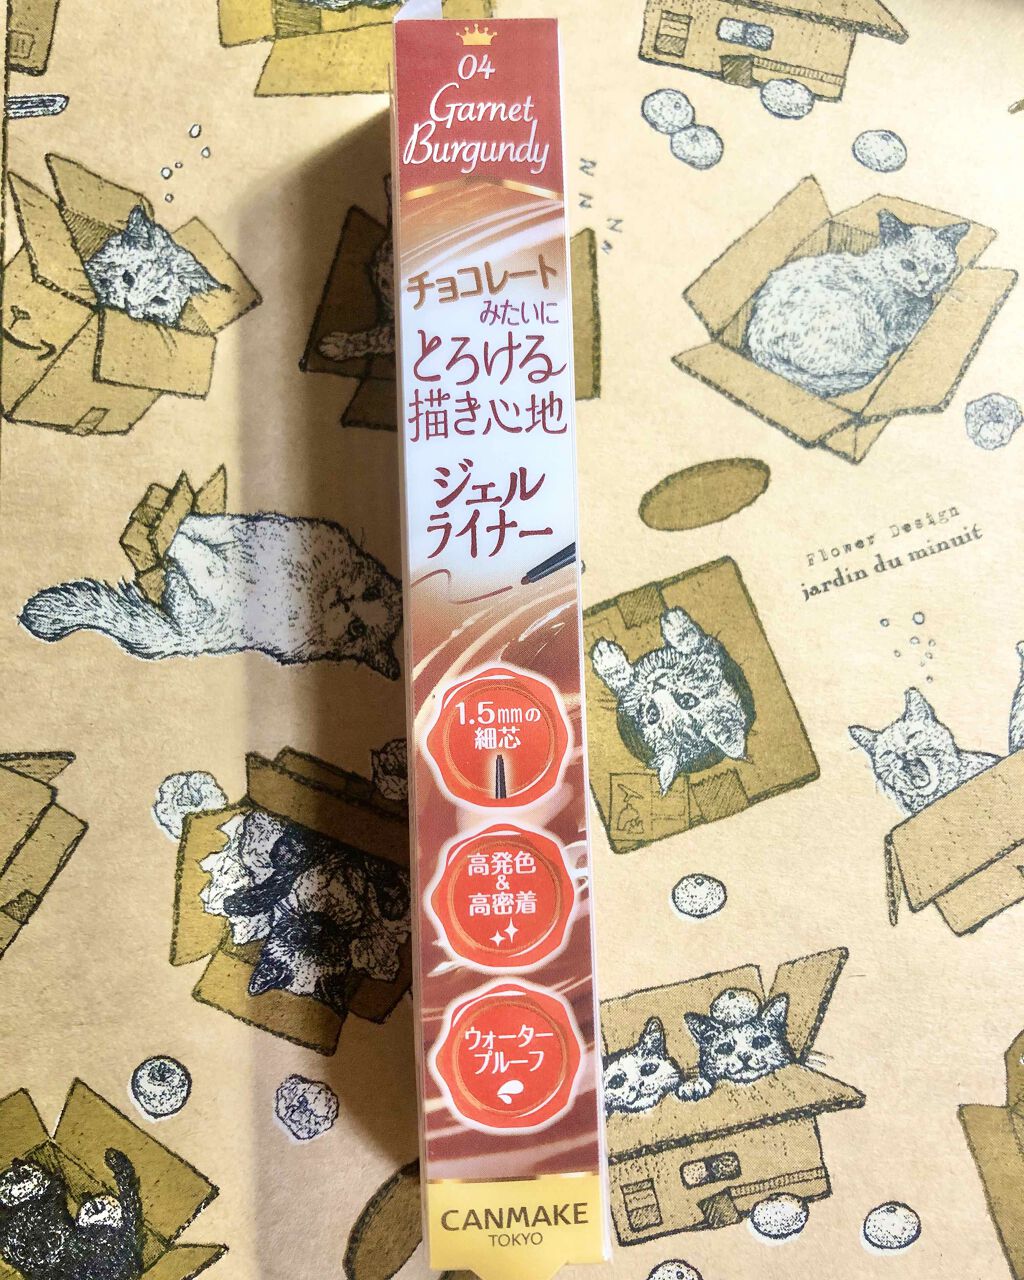 04
Garnet
Burgundy
チョコレート
みたいに
とろける
描き心地
ジェル
ライナー
1.5mmの
細芯
高発色
&
高密着
ウォーター
プルーフ
CANMAKE
TOKYO
Flower Design
jardin du minuit